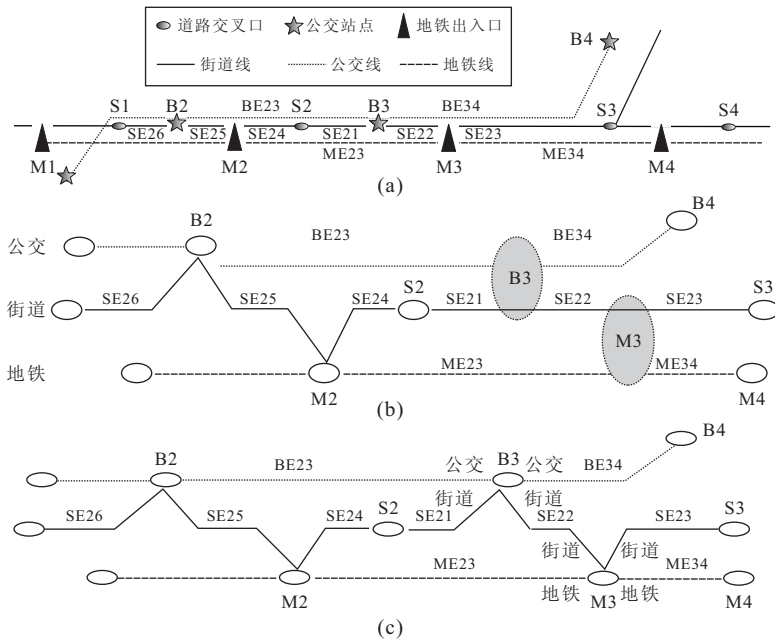 道路交叉口 公交站点 地铁出入口
街道线 公交线 地铁线
B4
S1 B2 BE23 S2 B3 BE34 S3 S4
SE26 SE25 SE24 SE21 SE22 SE23
M1 M2 ME23 M3 ME34 M4
(a)
B2 B4
公交 BE23 BE34
B3
街道 SE26 SE25 SE24 S2 SE21 SE22 SE23 S3
M3
地铁 ME23 ME34
M2 M4
(b)
B2 BE23 公交 B3 公交 BE34 B4
SE26 SE25 SE24 S2 SE21 街道 街道 SE22 SE23 S3
街道 街道
ME23 ME34
M2 地铁 M3 地铁 M4
(c)